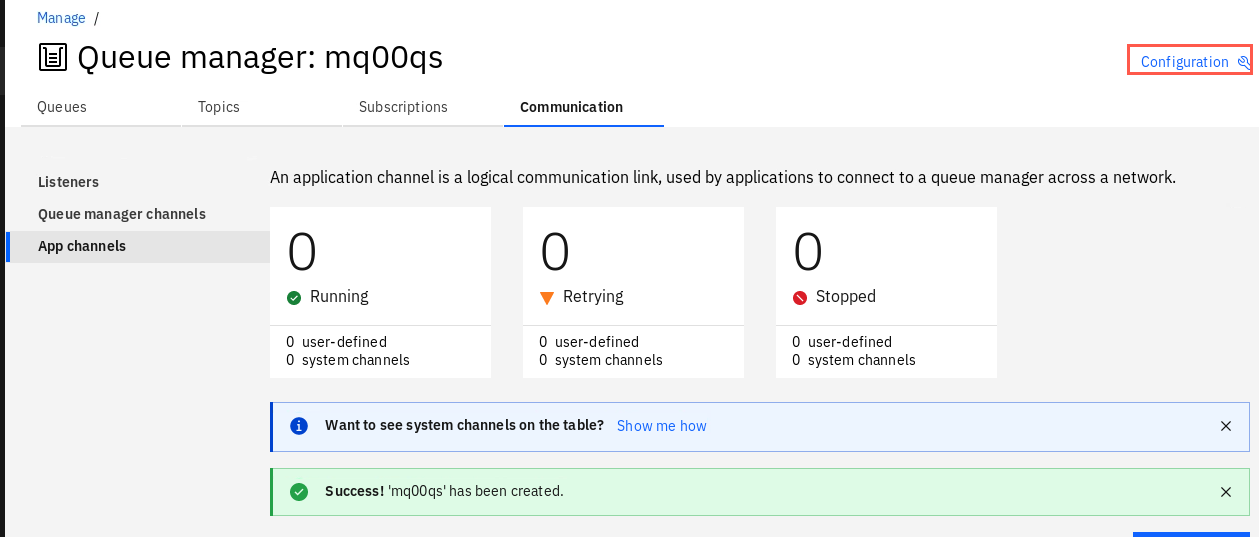 Manage /
Queue manager: mq00qs
Configuration
Queues Topics Subscriptions Communication
Listeners
Queue manager channels
App channels
An application channel is a logical communication link, used by applications to connect to a queue manager across a network.
0 0 0
Running Retrying Stopped
0 user-defined 0 user-defined 0 user-defined
0 system channels 0 system channels 0 system channels
Want to see system channels on the table? Show me how
Success! 'mq00qs' has been created.